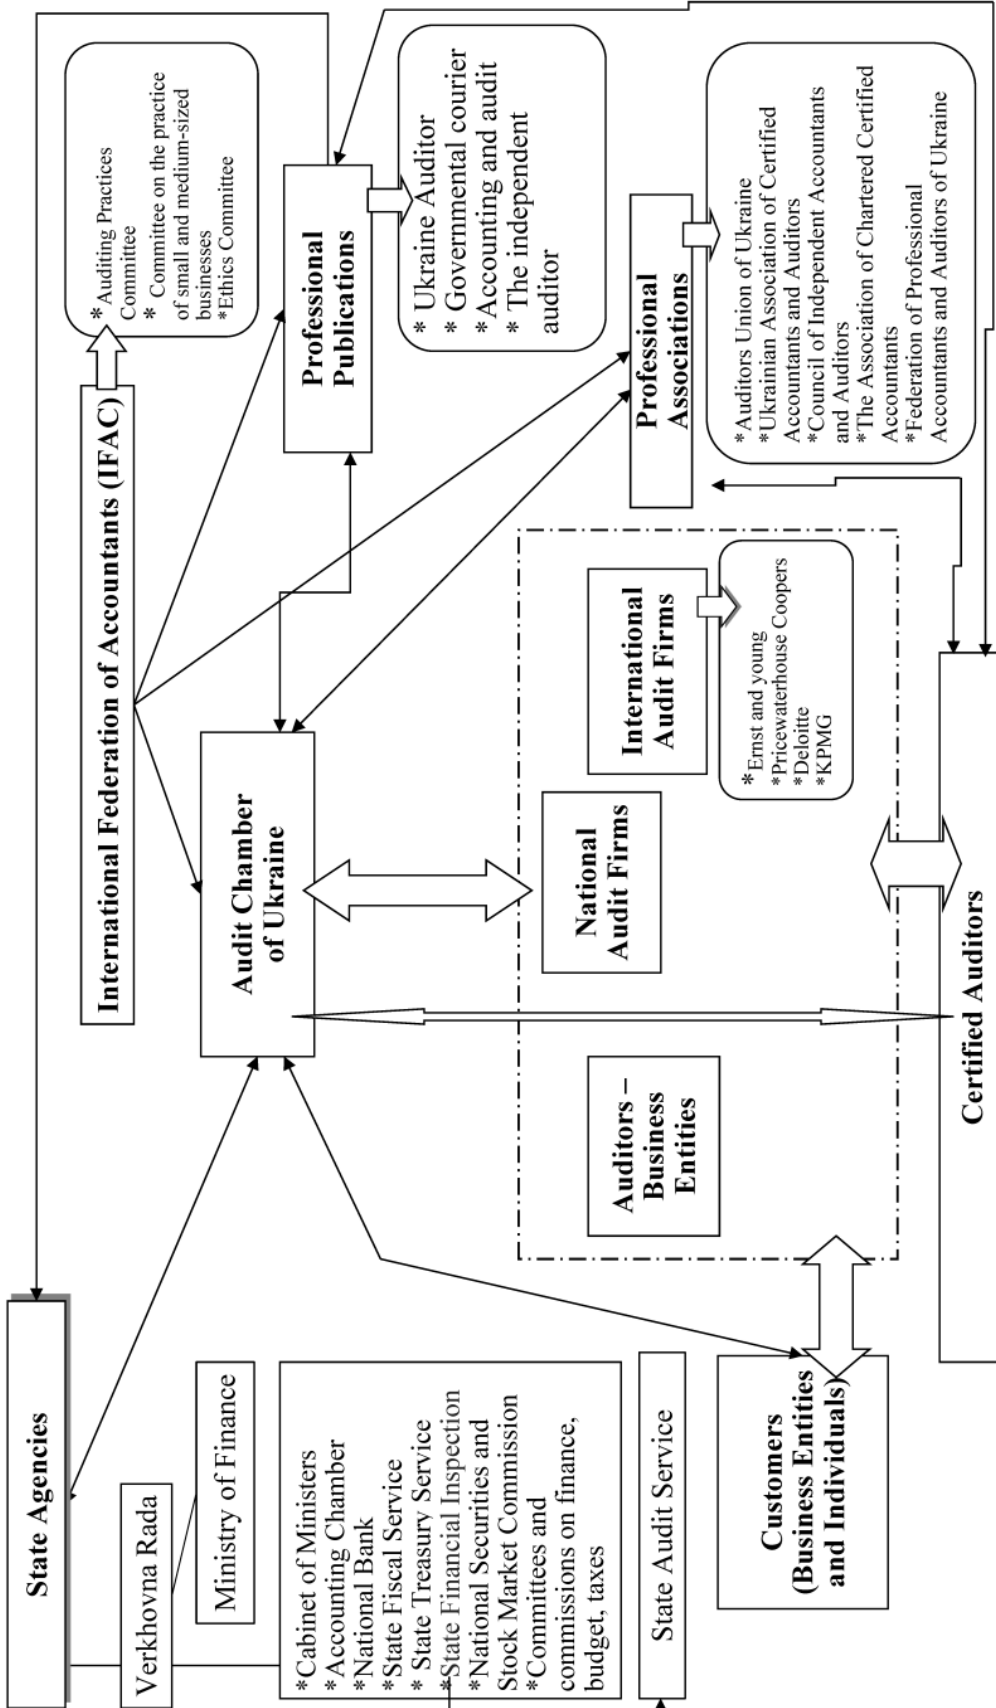 State Agencies
Verkhovna Rada
Ministry of Finance
*Cabinet of Ministers
*Accounting Chamber
*National Bank
*State Fiscal Service
* State Treasury Service
*State Financial Inspection
*National Securities and
Stock Market Commission
*Committees and
commissions on finance,
budget, taxes
State Audit Service
Customers
(Business Entities
and Individuals)
International Federation of Accountants (IFAC)
* Auditing Practices
Committee
* Committee on the practice
of small and medium-sized
businesses
*Ethics Committee
Audit Chamber
of Ukraine
Professional
Publications
* Ukraine Auditor
* Governmental courier
*Accounting and audit
* The independent
auditor
Professional
Associations
*Auditors Union of Ukraine
*Ukrainian Association of Certified
Accountants and Auditors
*Council of Independent Accountants
and Auditors
*The Association of Chartered Certified
Accountants
*Federation of Professional
Accountants and Auditors of Ukraine
Auditors –
Business
Entities
National
Audit Firms
International
Audit Firms
*Ernst and young
*Pricewaterhouse Coopers
*Deloitte
*KPMG
Certified Auditors